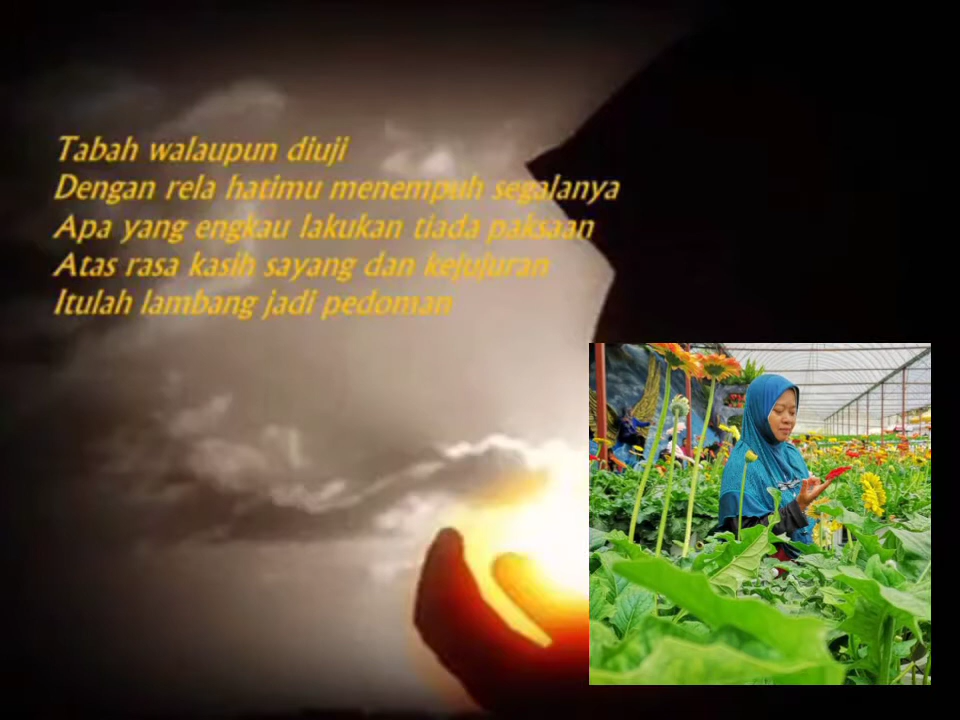 Tabah walaupun diuji
Dengan rela hatimu menempuh segalanya
Apa yang engkau lakukan tiada paksaan
Atas rasa kasih sayang dan kejujuran
Itulah lambang jadi pedoman